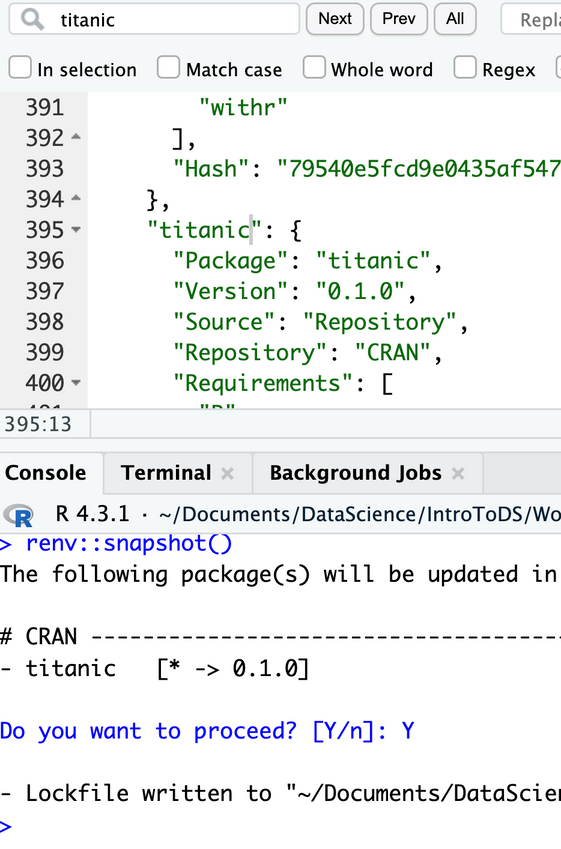 titanic Next Prev All Repla
In selection Match case Whole word Regex
391 "withr"
392 ],
393 "Hash": "79540e5fcd9e0435af547
394 },
395 "titanic": {
396 "Package": "titanic",
397 "Version": "0.1.0",
398 "Source": "Repository",
399 "Repository": "CRAN",
400 "Requirements": [
395:13
Console Terminal Background Jobs
R R 4.3.1 · ~/Documents/DataScience/IntroToDS/Wo
> renv::snapshot()
The following package(s) will be updated in
# CRAN -----------------------------------
- titanic [* -> 0.1.0]
Do you want to proceed? [Y/n]: Y
- Lockfile written to "~/Documents/DataScien
>